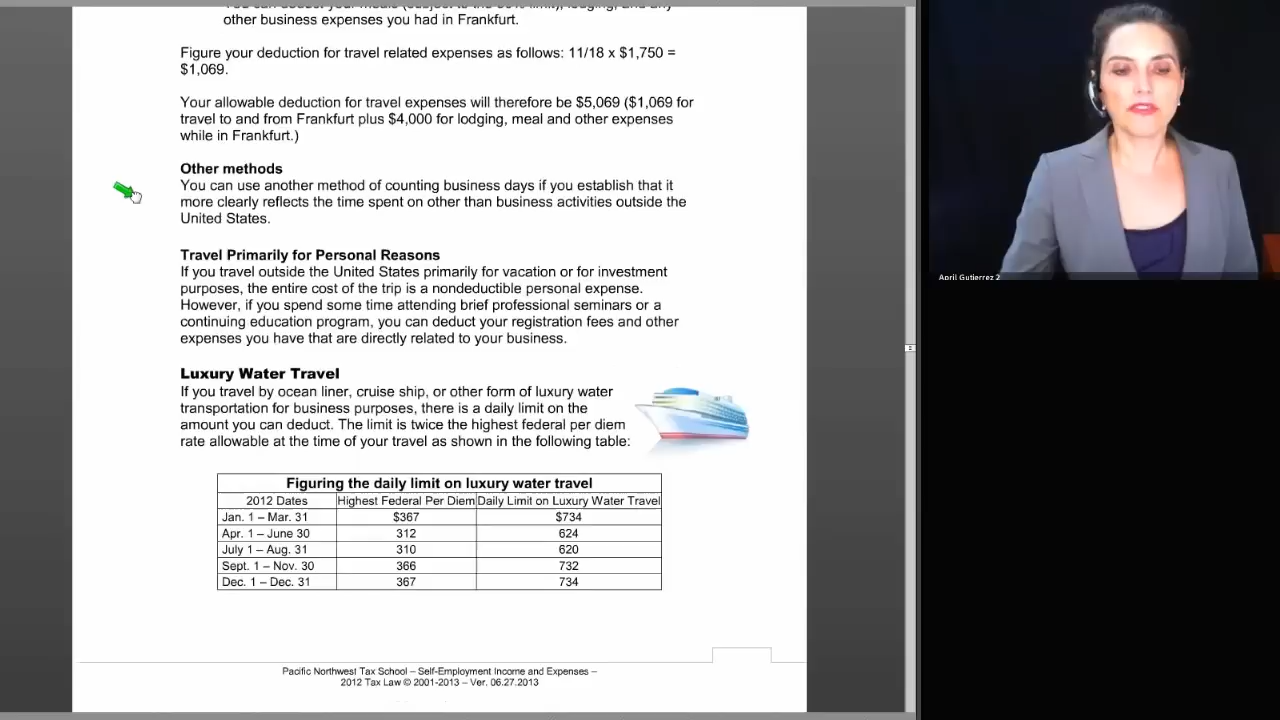 other business expenses you had in Frankfurt.
Figure your deduction for travel related expenses as follows: 11/18 x $1,750 =
$1,069.
Your allowable deduction for travel expenses will therefore be $5,069 ($1,069 for
travel to and from Frankfurt plus $4,000 for lodging, meal and other expenses
while in Frankfurt.)
Other methods
You can use another method of counting business days if you establish that it
more clearly reflects the time spent on other than business activities outside the
United States.
Travel Primarily for Personal Reasons
If you travel outside the United States primarily for vacation or for investment
purposes, the entire cost of the trip is a nondeductible personal expense.
However, if you spend some time attending brief professional seminars or a
continuing education program, you can deduct your registration fees and other
expenses you have that are directly related to your business.
Luxury Water Travel
If you travel by ocean liner, cruise ship, or other form of luxury water
transportation for business purposes, there is a daily limit on the
amount you can deduct. The limit is twice the highest federal per diem
rate allowable at the time of your travel as shown in the following table:
Figuring the daily limit on luxury water travel
2012 Dates Highest Federal Per Diem Daily Limit on Luxury Water Travel
Jan. 1 – Mar. 31 $367 $734
Apr. 1 – June 30 312 624
July 1 – Aug. 31 310 620
Sept. 1 – Nov. 30 366 732
Dec. 1 – Dec. 31 367 734
Pacific Northwest Tax School – Self-Employment Income and Expenses –
2012 Tax Law © 2001-2013 – Ver. 06.27.2013
April Gutierrez 2